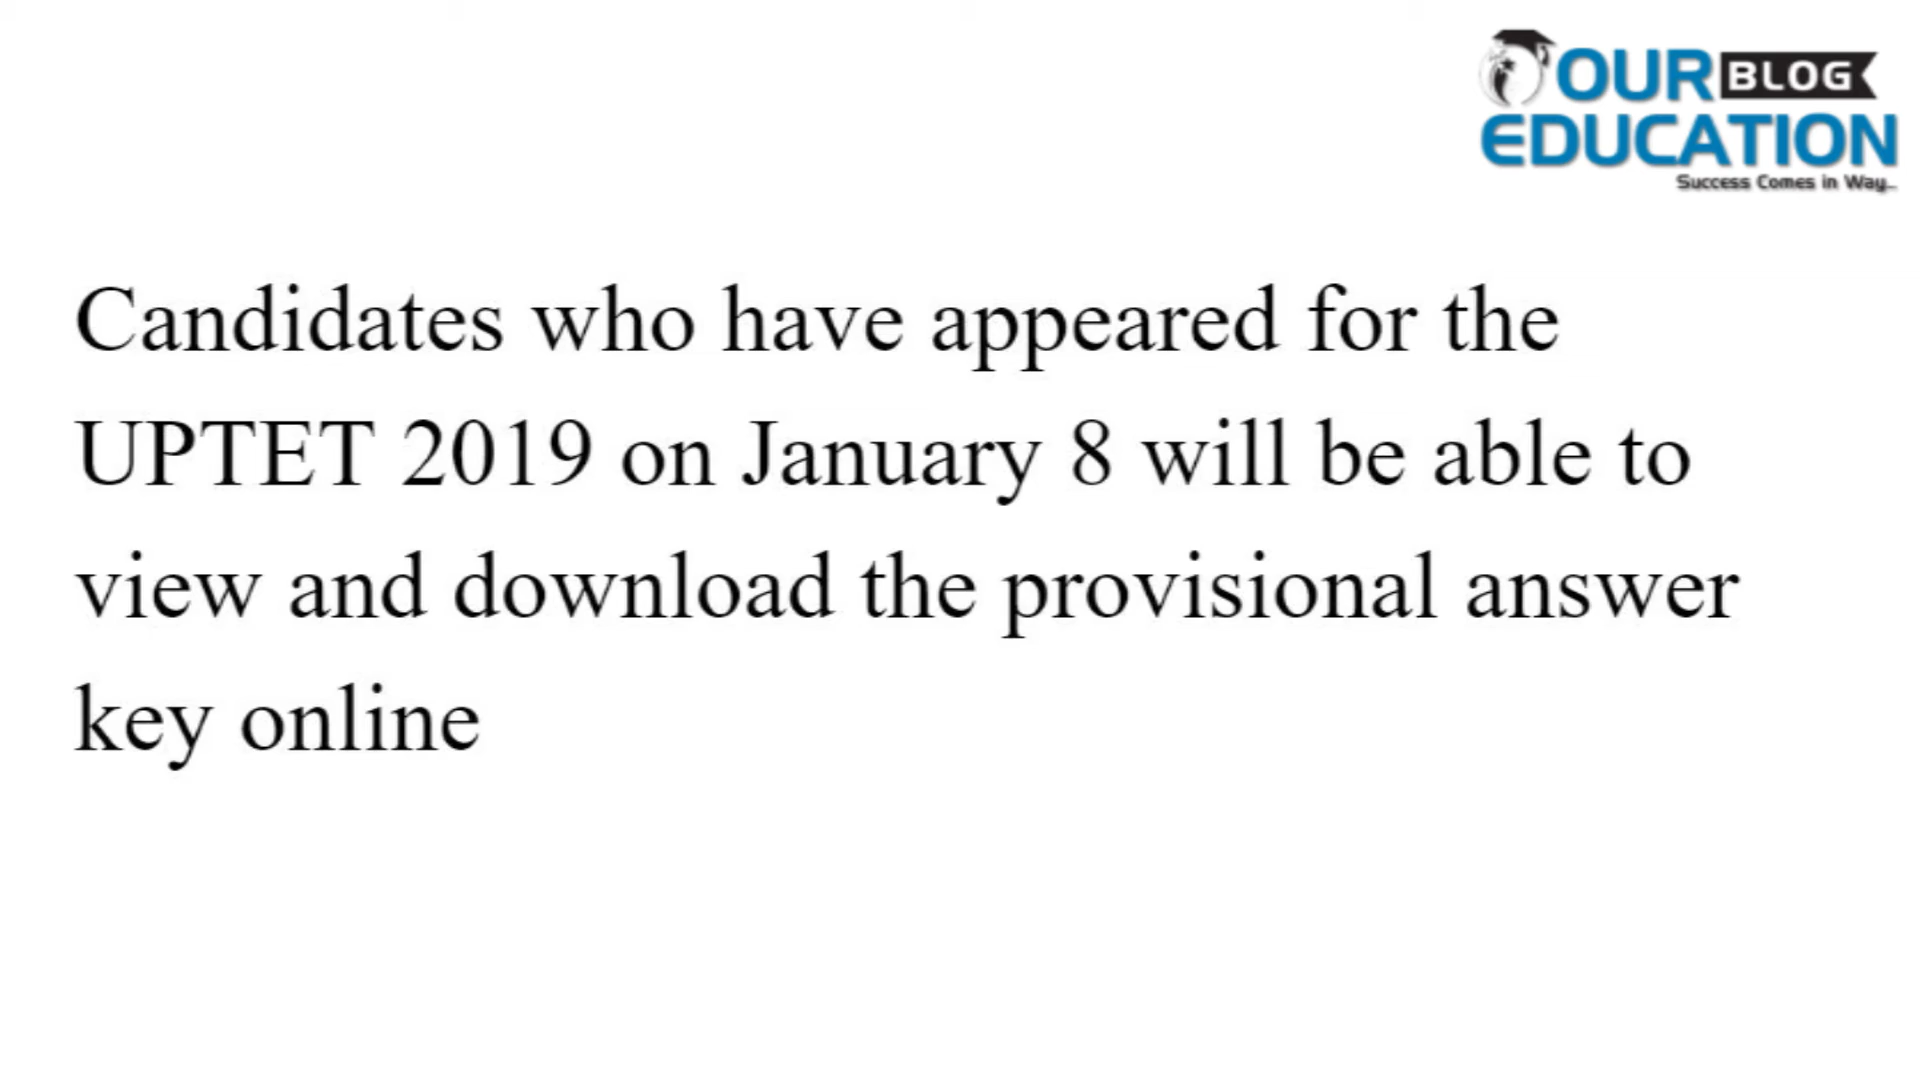 OUR BLOG
EDUCATION
Success Comes in Way..
Candidates who have appeared for the
UPTET 2019 on January 8 will be able to
view and download the provisional answer
key online